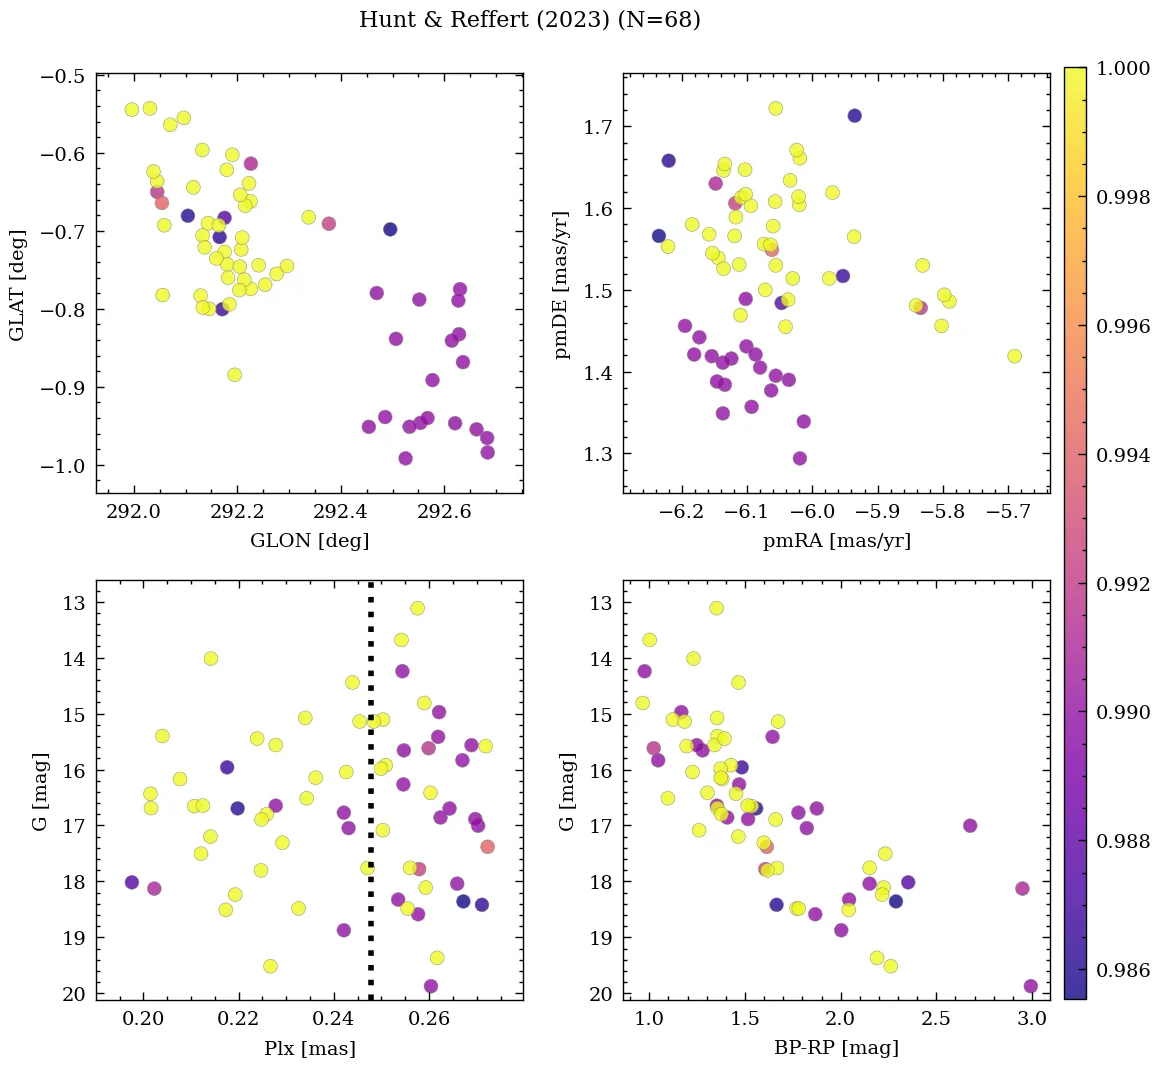 Hunt & Reffert (2023) (N=68)
−0.5
−0.6
−0.7
−0.8
−0.9
−1.0
GLAT [deg]
292.0 292.2 292.4 292.6
GLON [deg]
1.7
1.6
1.5
1.4
1.3
pmDE [mas/yr]
−6.2 −6.1 −6.0 −5.9 −5.8 −5.7
pmRA [mas/yr]
1.000
0.998
0.996
0.994
0.992
0.990
0.988
0.986
13
14
15
16
17
18
19
20
G [mag]
0.20 0.22 0.24 0.26
Plx [mas]
13
14
15
16
17
18
19
20
G [mag]
1.0 1.5 2.0 2.5 3.0
BP-RP [mag]